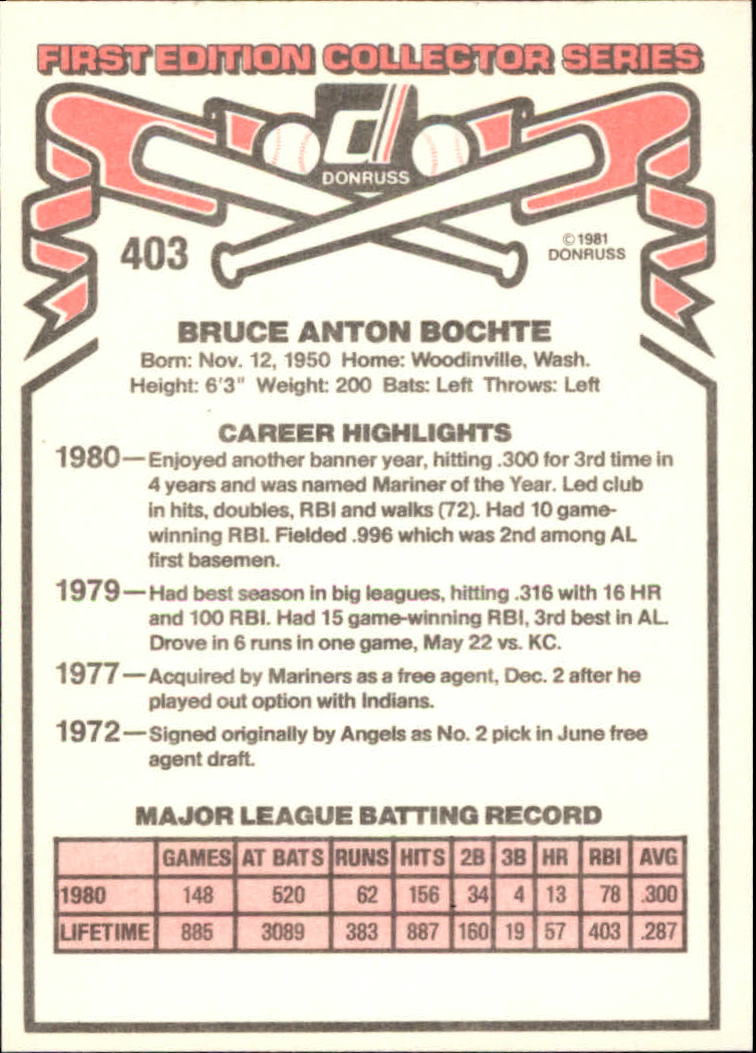 FIRST EDITION COLLECTOR SERIES
d
DONRUSS
403
©1981
DONRUSS
BRUCE ANTON BOCHTE
Born: Nov. 12, 1950 Home: Woodinville, Wash.
Height: 6'3" Weight: 200 Bats: Left Throws: Left
CAREER HIGHLIGHTS
1980—Enjoyed another banner year, hitting .300 for 3rd time in
4 years and was named Mariner of the Year. Led club
in hits, doubles, RBI and walks (72). Had 10 game-
winning RBI. Fielded .996 which was 2nd among AL
first basemen.
1979—Had best season in big leagues, hitting .316 with 16 HR
and 100 RBI. Had 15 game-winning RBI, 3rd best in AL.
Drove in 6 runs in one game, May 22 vs. KC.
1977—Acquired by Mariners as a free agent, Dec. 2 after he
played out option with Indians.
1972—Signed originally by Angels as No. 2 pick in June free
agent draft.
MAJOR LEAGUE BATTING RECORD
GAMES AT BATS RUNS HITS 2B 3B HR RBI AVG
1980 148 520 62 156 34 4 13 78 .300
LIFETIME 885 3089 383 887 160 19 57 403 .287